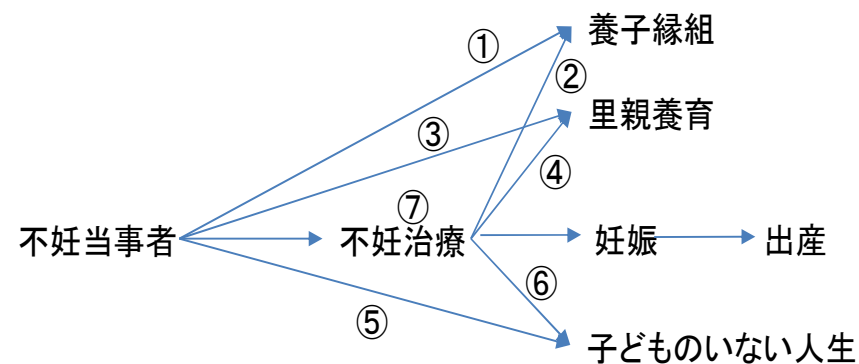 ① 養子縁組
②
③ 里親養育
④
⑦
不妊当事者 不妊治療 妊娠 出産
⑥
⑤
子どものいない人生